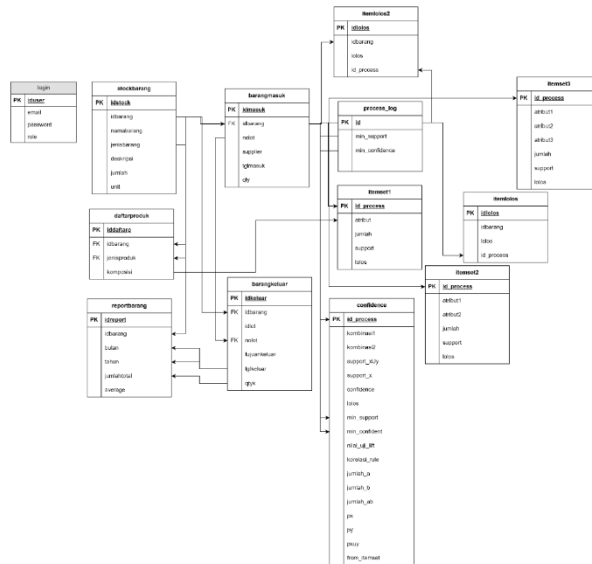 login
PK iduser
email
password
role
stockbarang
PK idstock
idbarang
namabarang
jenisbarang
deskripsi
jumlah
unit
daftarproduk
PK iddaftarp
FK idbarang
FK jenisproduk
komposisi
reportbarang
PK idreport
idbarang
bulan
tahun
jumlahtotal
average
barangmasuk
PK idmasuk
FK idbarang
nolot
supplier
tglmasuk
qty
barangkeluar
PK idkeluar
FK idbarang
idlot
FK nolot
tujuankeluar
tglkeluar
qtyk
itemlolos2
PK idlolos
idbarang
lolos
id_process
process_log
PK id
min_support
min_confidence
itemset1
PK id_process
atribut
jumlah
support
lolos
confidence
PK id_process
kombinasi1
kombinasi2
support_xUy
support_x
confidence
lolos
min_support
min_confident
nilai_uji_lift
korelasi_rule
jumlah_a
jumlah_b
jumlah_ab
px
py
pxuy
from_itemset
itemset3
PK id_process
atribut1
atribut2
atribut3
jumlah
support
lolos
itemlolos
PK idlolos
idbarang
lolos
id_process
itemset2
PK id_process
atribut1
atribut2
jumlah
support
lolos